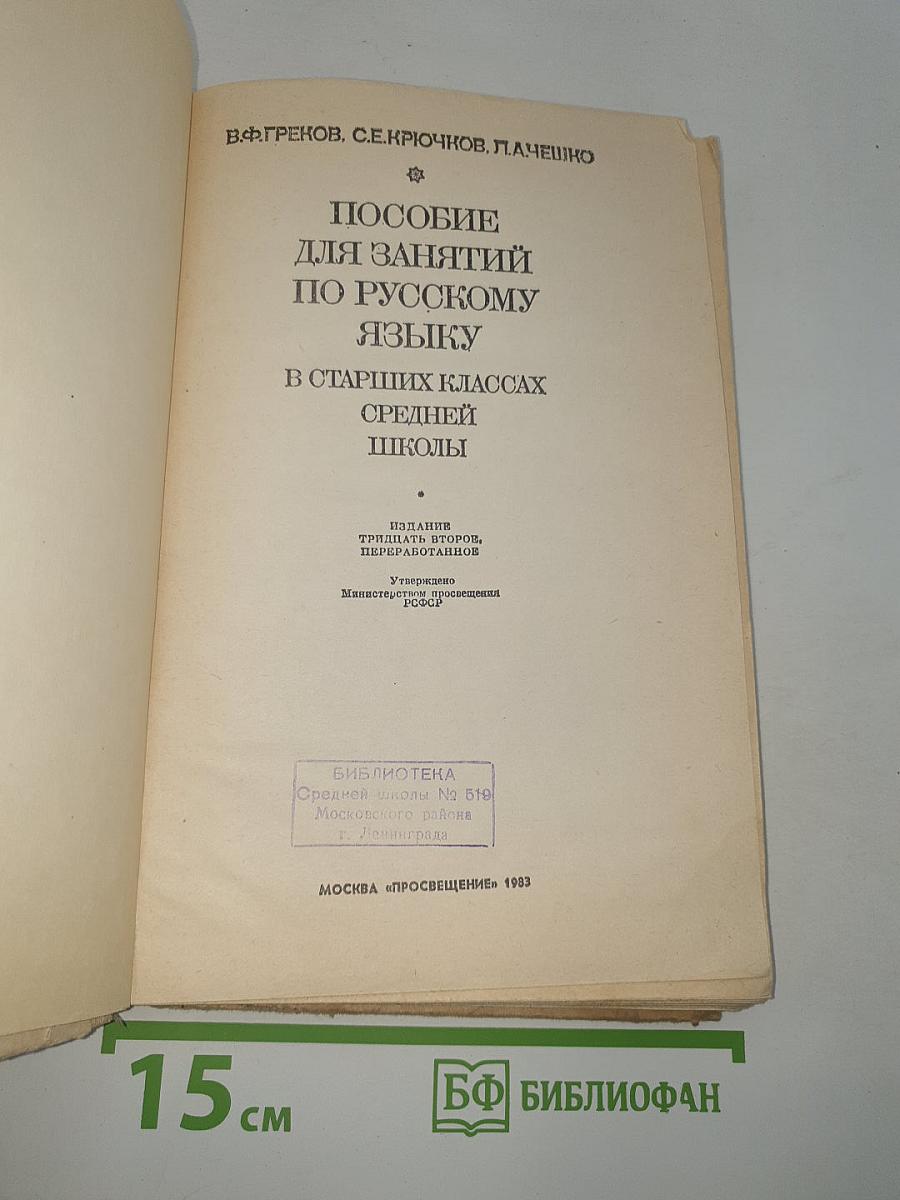 В.Ф.ГРЕКОВ, С.Е.КРЮЧКОВ, Л.А.ЧЕШКО
ПОСОБИЕ
ДЛЯ ЗАНЯТИЙ
ПО РУССКОМУ
ЯЗЫКУ
В СТАРШИХ КЛАССАХ
СРЕДНЕЙ
ШКОЛЫ
ИЗДАНИЕ
ТРИДЦАТЬ ВТОРОЕ,
ПЕРЕРАБОТАННОЕ
Утверждено
Министерством просвещения
РСФСР
БИБЛИОТЕКА
Средней школы № 519
Московского района
г. Ленинграда
МОСКВА «ПРОСВЕЩЕНИЕ» 1983
15 см
БФ БИБЛИОФАН